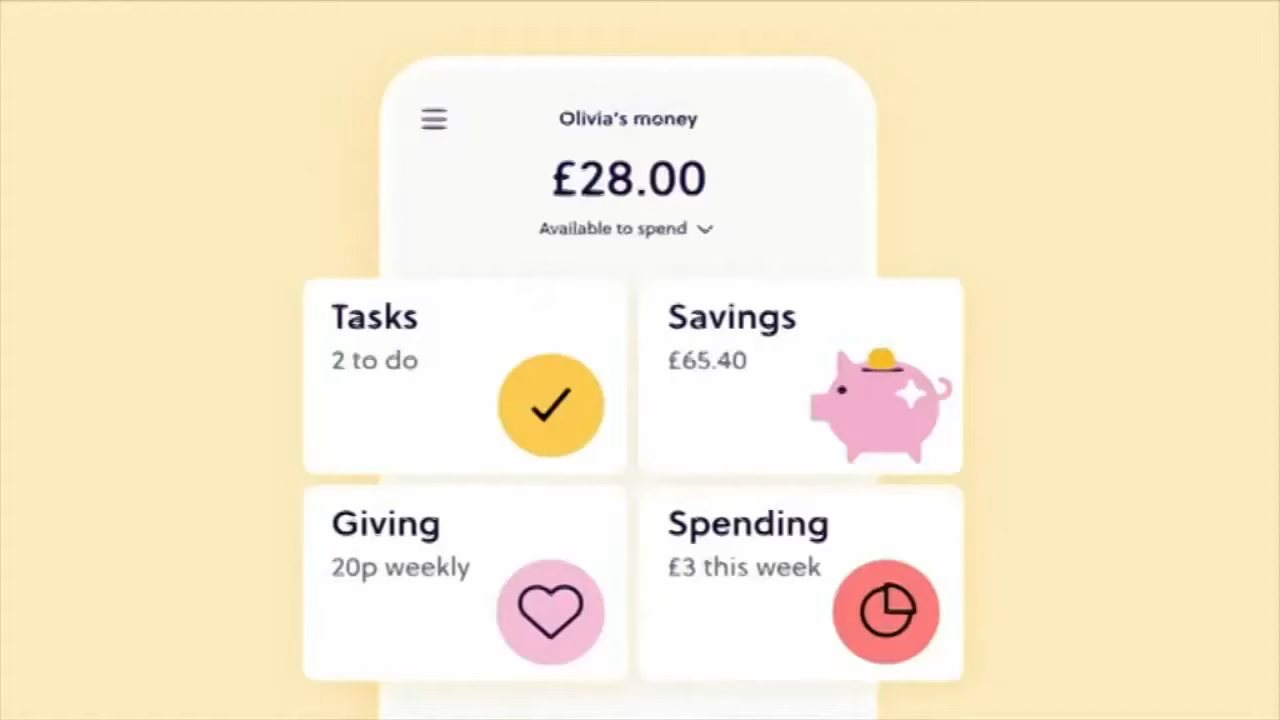 Olivia's money
£28.00
Available to spend
Tasks
2 to do
Savings
£65.40
Giving
20p weekly
Spending
£3 this week